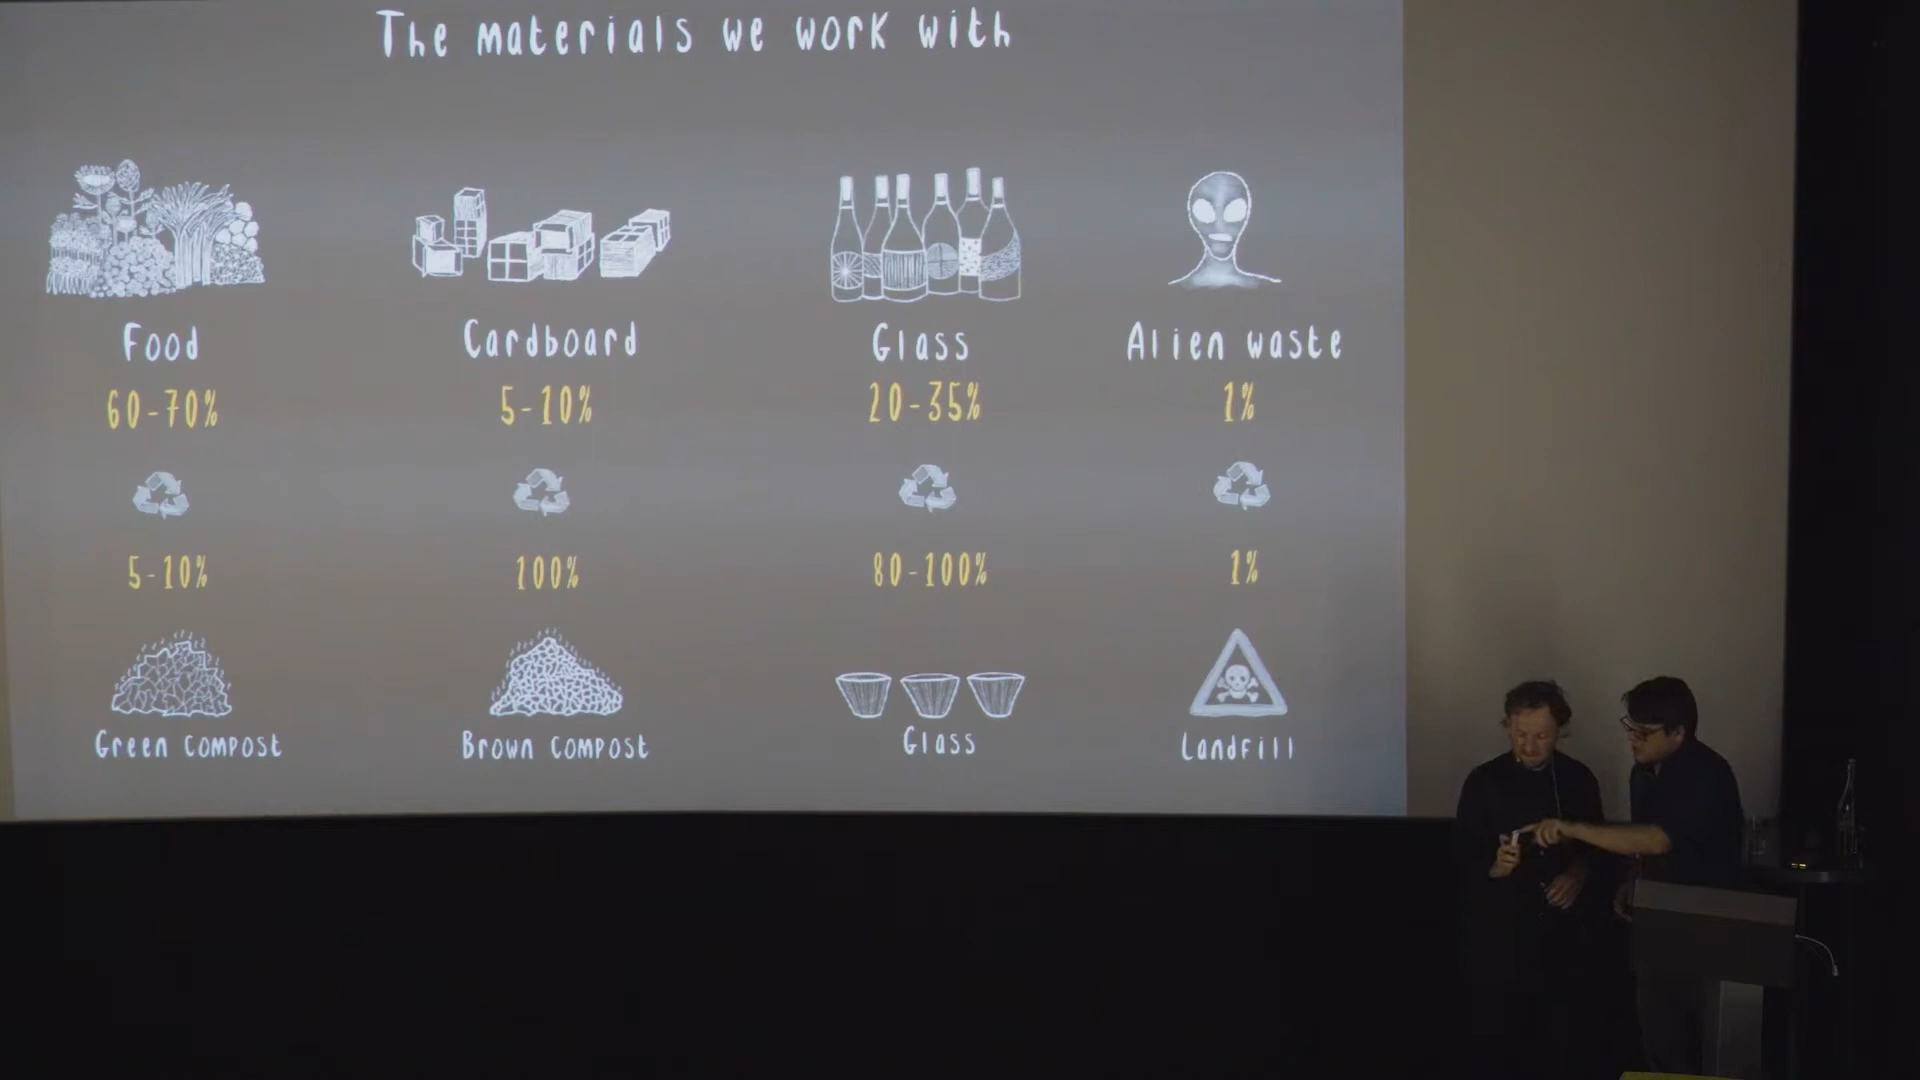 The materials we work with
Food
Cardboard
Glass
Alien waste
60-70%
5-10%
20-35%
1%
5-10%
100%
80-100%
1%
Green compost
Brown compost
Glass
Landfill